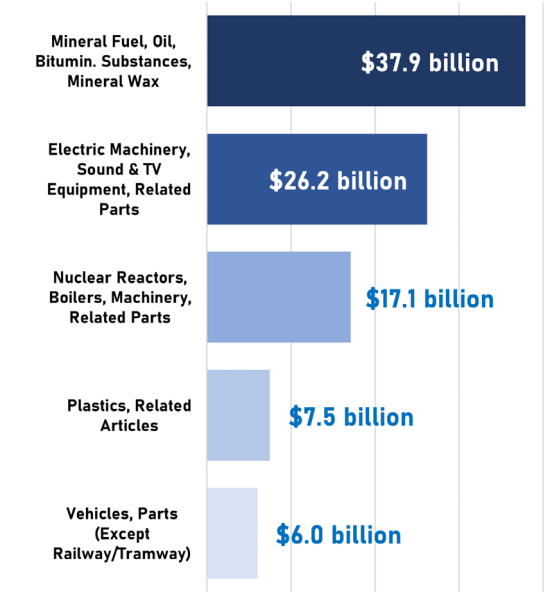 Mineral Fuel, Oil,
Bitumin. Substances,
Mineral Wax
$37.9 billion
Electric Machinery,
Sound & TV
Equipment, Related
Parts
$26.2 billion
Nuclear Reactors,
Boilers, Machinery,
Related Parts
$17.1 billion
Plastics, Related
Articles
$7.5 billion
Vehicles, Parts
(Except
Railway/Tramway)
$6.0 billion